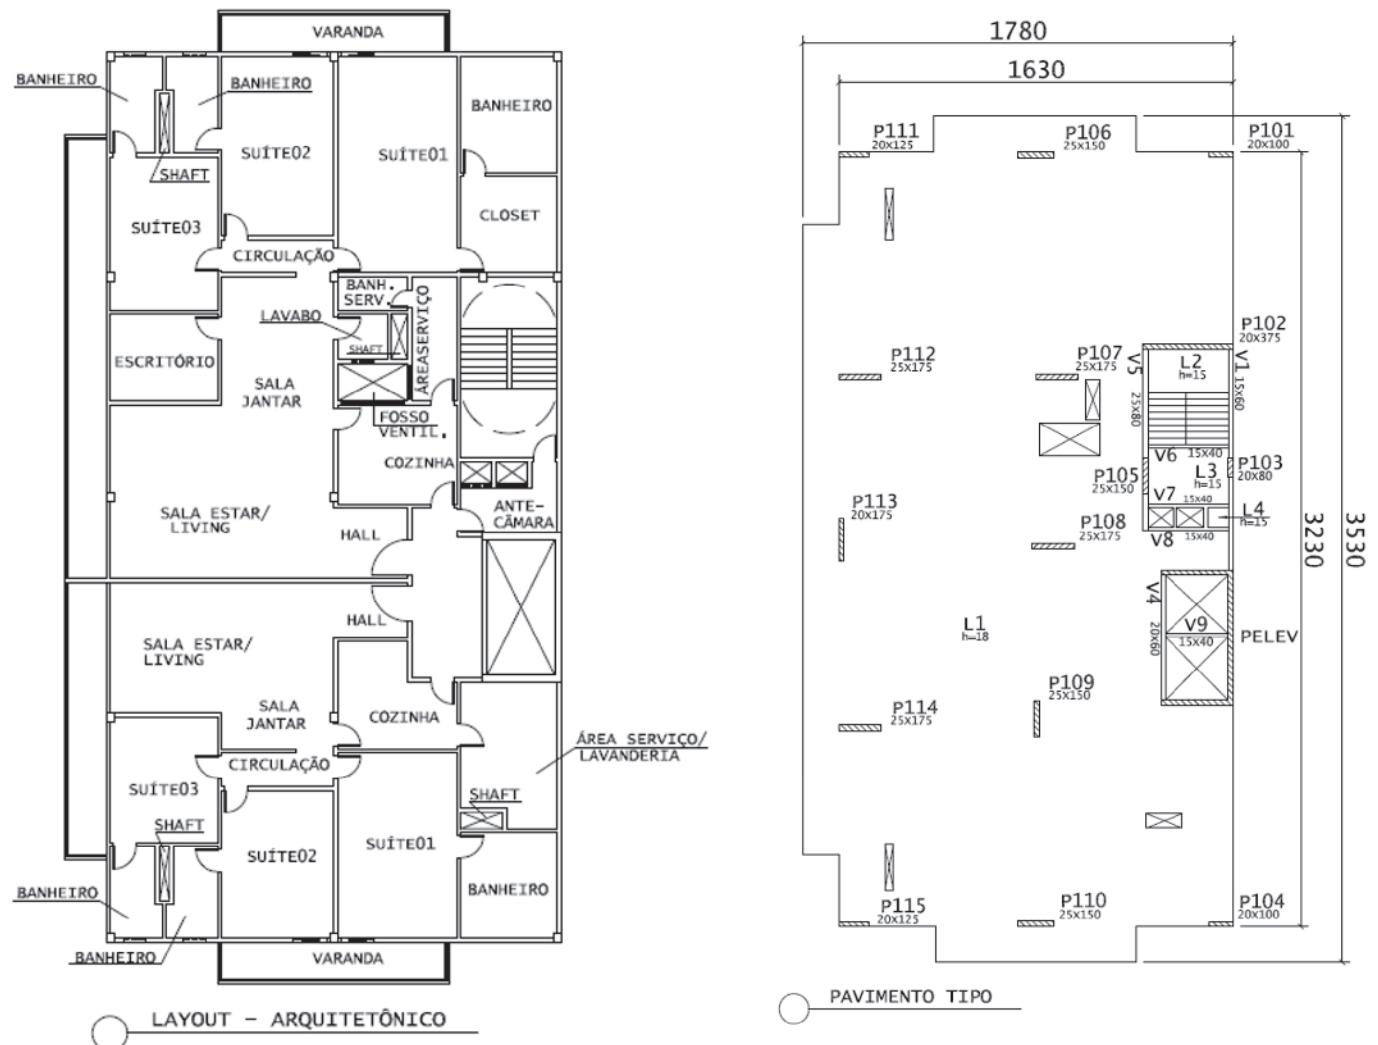 VARANDA
BANHEIRO
BANHEIRO
BANHEIRO
SUÍTE02
SUÍTE01
SHAFT
SUÍTE03
CLOSET
CIRCULAÇÃO
BANH.
SERV.
ÁREASERVIÇO
LAVABO
SHAFT
ESCRITÓRIO
SALA
JANTAR
FOSSO
VENTIL.
COZINHA
SALA ESTAR/
LIVING
HALL
ANTE-
CÂMARA
HALL
SALA ESTAR/
LIVING
SALA
JANTAR
COZINHA
ÁREA SERVIÇO/
LAVANDERIA
CIRCULAÇÃO
SUÍTE03
SHAFT
SHAFT
SUÍTE02
SUÍTE01
BANHEIRO
BANHEIRO
BANHEIRO
VARANDA
LAYOUT - ARQUITETÔNICO
1780
1630
P111
20x125
P106
25x150
P101
20x100
P102
20x375
P112
25x175
P107
25x175
V5
25x80
L2
h=15
V1
15x60
V6
15x40
P105
25x150
L3
h=15
P103
20x80
V7
15x40
P113
20x175
P108
25x175
L4
h=15
V8
15x40
3230
3530
L1
h=18
V4
20x60
V9
15x40
PELEV
P109
25x150
P114
25x175
P115
20x125
P110
25x150
P104
20x100
PAVIMENTO TIPO